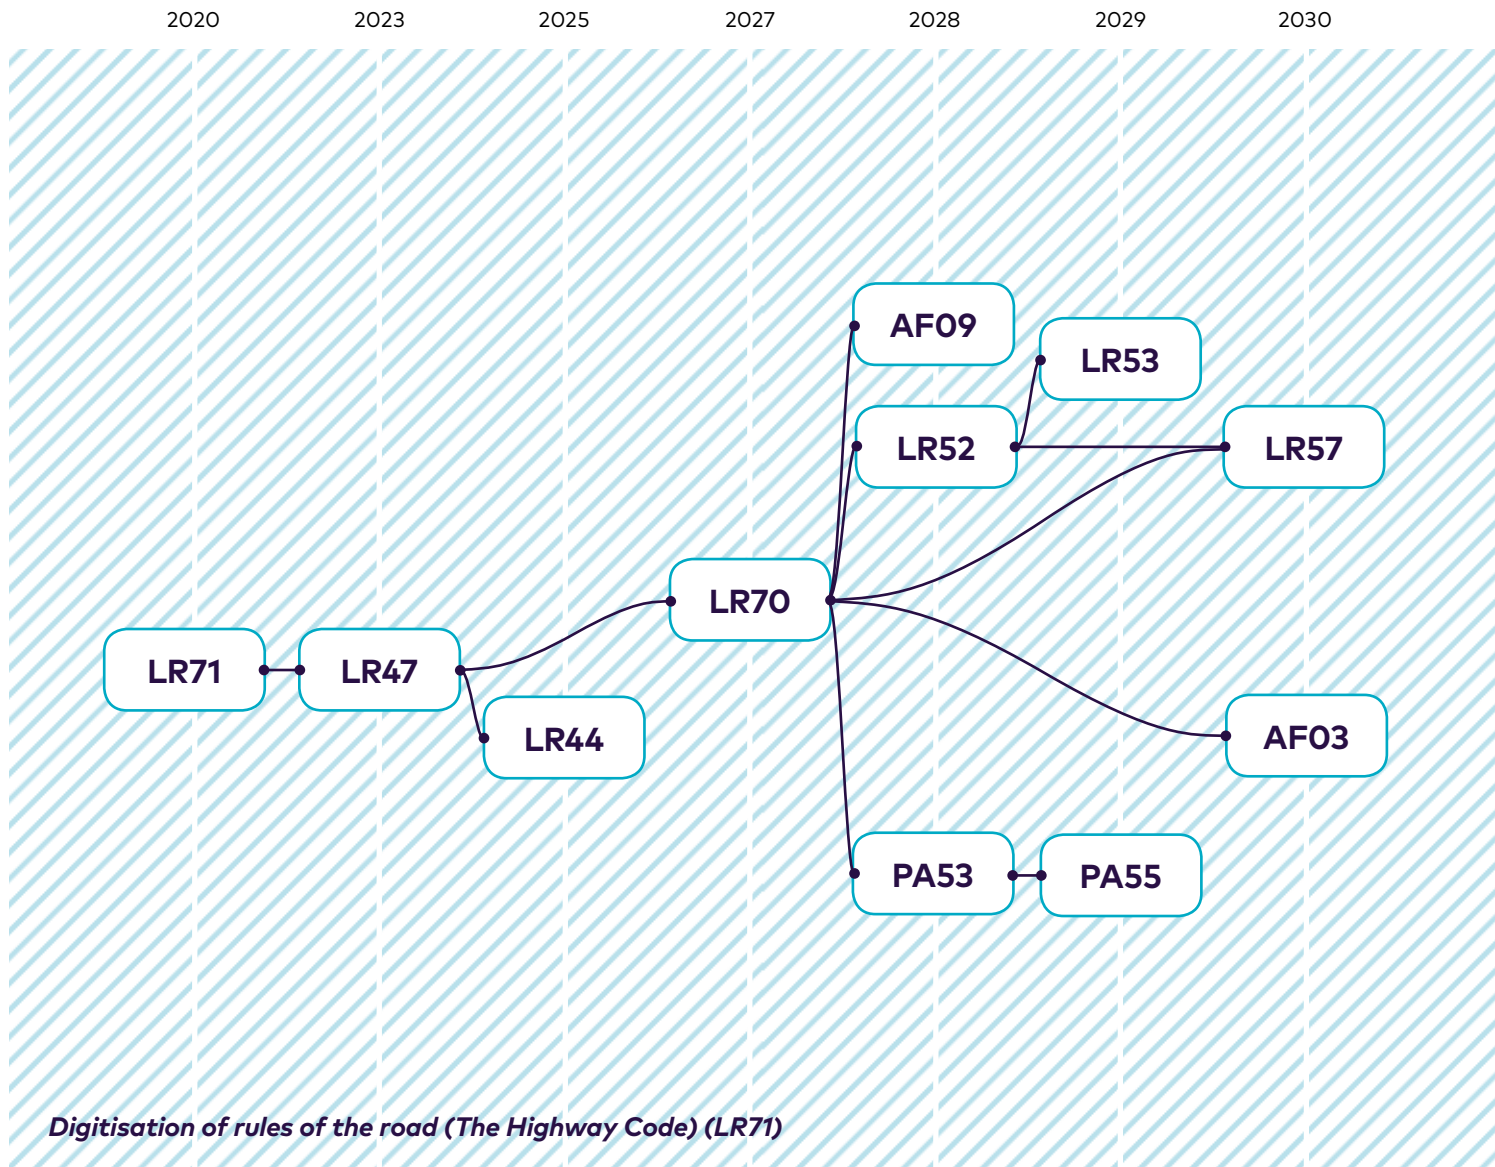 2020 2023 2025 2027 2028 2029 2030
AF09
LR53
LR52
LR57
LR70
LR71
LR47
LR44
AF03
PA53
PA55
Digitisation of rules of the road (The Highway Code) (LR71)